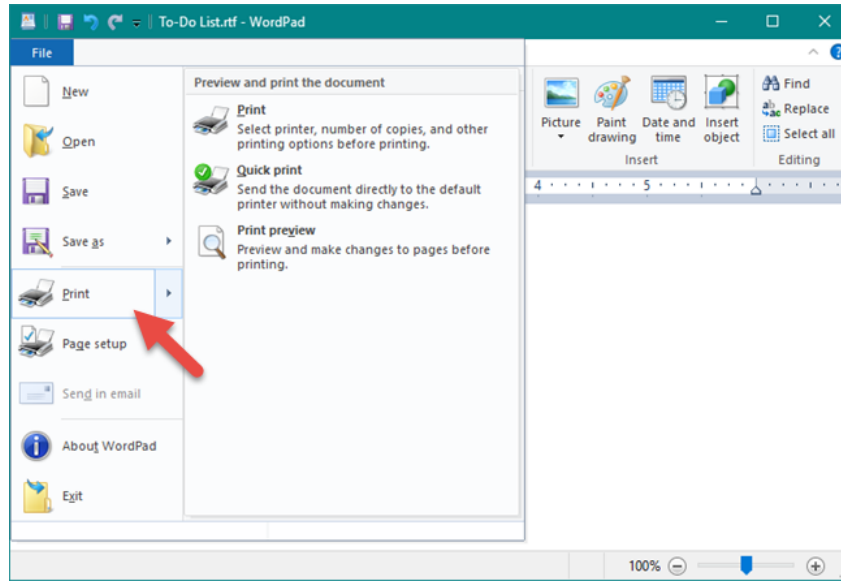 To-Do List.rtf - WordPad
File
New
Open
Save
Save as
Print
Page setup
Send in email
About WordPad
Exit
Preview and print the document
Print
Select printer, number of copies, and other
printing options before printing.
Quick print
Send the document directly to the default
printer without making changes.
Print preview
Preview and make changes to pages before
printing.
Picture
Paint
drawing
Date and
time
Insert
object
Insert
Find
Replace
Select all
Editing
4 5
100%